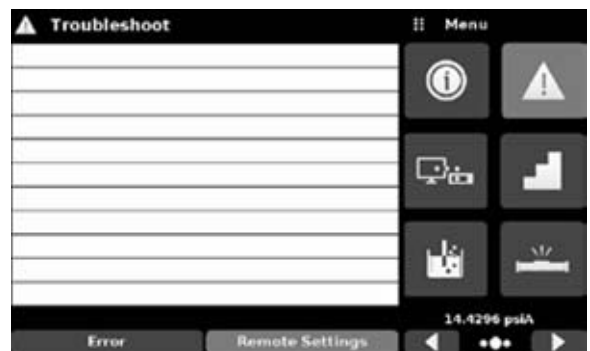 Troubleshoot
Menu
14.4296 psiA
Error
Remote Settings